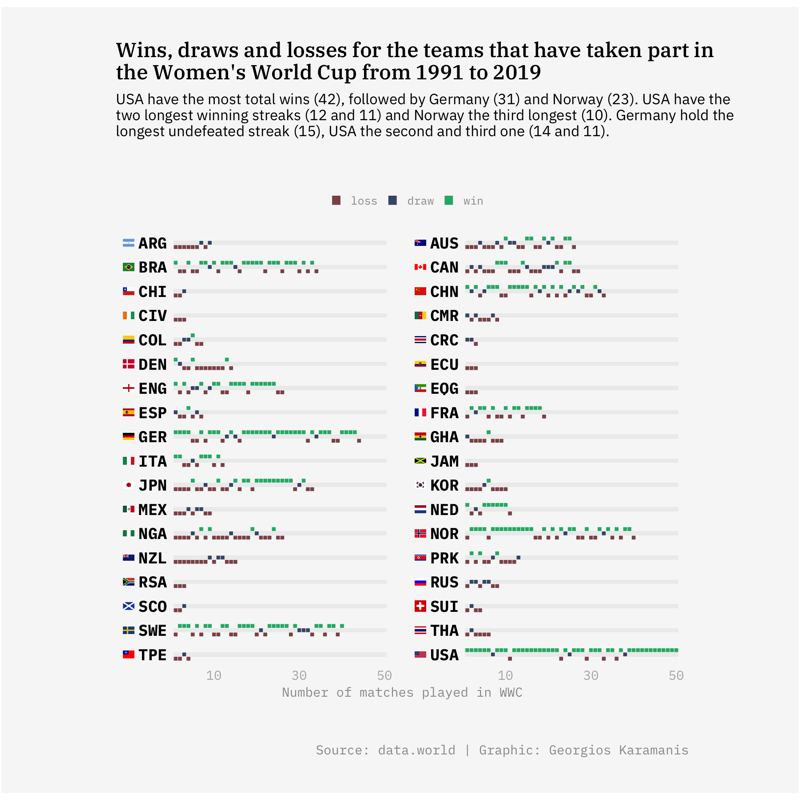 Wins, draws and losses for the teams that have taken part in
the Women's World Cup from 1991 to 2019
USA have the most total wins (42), followed by Germany (31) and Norway (23). USA have the
two longest winning streaks (12 and 11) and Norway the third longest (10). Germany hold the
longest undefeated streak (15), USA the second and third one (14 and 11).
loss draw win
ARG AUS
BRA CAN
CHI CHN
CIV CMR
COL CRC
DEN ECU
ENG EQG
ESP FRA
GER GHA
ITA JAM
JPN KOR
MEX NED
NGA NOR
NZL PRK
RSA RUS
SCO SUI
SWE THA
TPE USA
10 30 50 10 30 50
Number of matches played in WWC
Source: data.world | Graphic: Georgios Karamanis